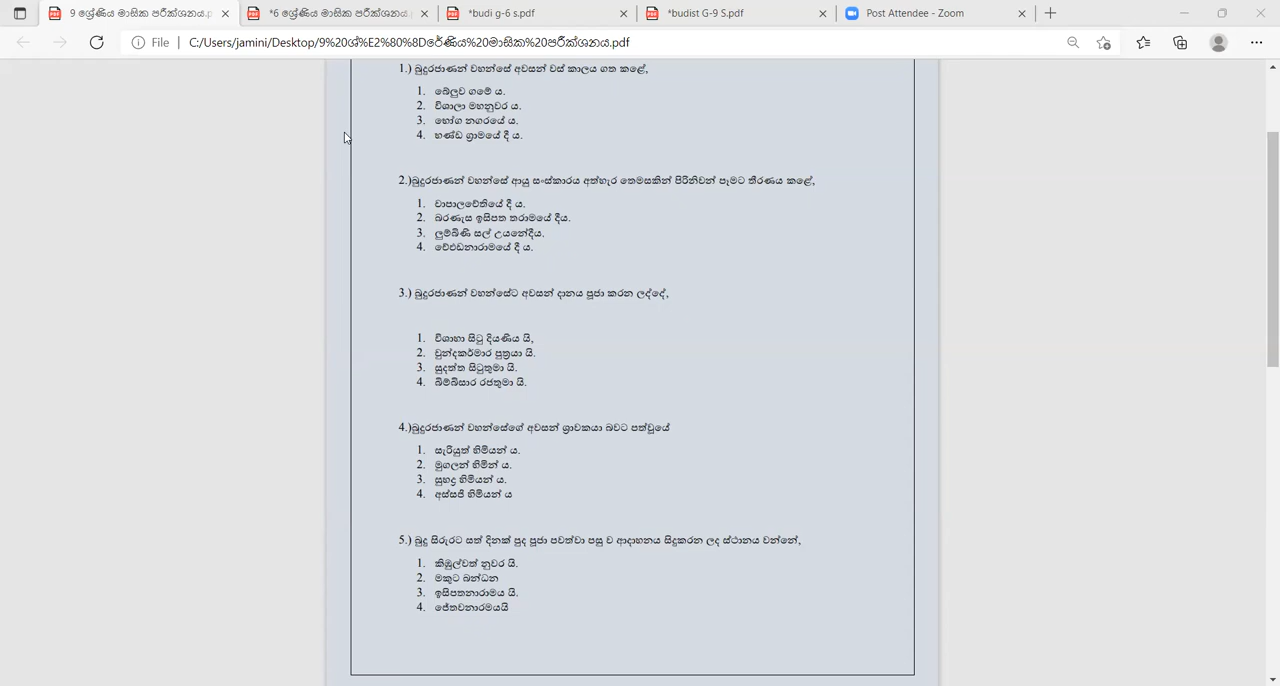 9 ශ්‍රේණිය මාසික පරීක්ශනය.p
*6 ශ්‍රේණිය මාසික පරීක්ශනය
*budi g-6 s.pdf
*budist G-9 S.pdf
Post Attendee - Zoom
File
C:/Users/jamini/Desktop/9%20ශ්%E2%80%8Dරේණිය%20මාසික%20පරීක්ශනය.pdf
1.) බුදුරජාණන් වහන්සේ අවසන් වස් කාලය ගත කළේ,
1. බේලුව ගමේ ය.
2. විශාලා මහනුවර ය.
3. භෝග නගරයේ ය.
4. භණ්ඩ ග්‍රාමයේ දී ය.
2.)බුදුරජාණන් වහන්සේ ආයු සංස්කාරය අත්හැර තෙමසකින් පිරිනිවන් පෑමට තීරණය කළේ,
1. චාපාලචේතියේ දී ය.
2. බරණැස ඉසිපත තරාමයේ දීය.
3. ලුම්බිණි සල් උයනේදීය.
4. වේළුඩනාරාමයේ දී ය.
3.) බුදුරජාණන් වහන්සේට අවසන් දානය පූජා කරන ලද්දේ,
1. විශාඛා සිටු දියණිය යි,
2. චුන්දකර්මාර පුත්‍රයා යි.
3. සුදත්ත සිටුතුමා යි.
4. බිම්බිසාර රජතුමා යි.
4.)බුදුරජාණන් වහන්සේගේ අවසන් ශ්‍රාවකයා බවට පත්වූයේ
1. සැරියුත් හිමියන් ය.
2. මුගලන් හිමින් ය.
3. සුභද්‍ර හිමියන් ය.
4. අස්සජි හිමියන් ය
5.) බුදු සිරුරට සත් දිනක් පුද පූජා පවත්වා පසු ව ආදාහනය සිදුකරන ලද ස්ථානය වන්නේ,
1. කිඹුල්වත් නුවර යි.
2. මකුට බන්ධන
3. ඉසිපතනාරාමය යි.
4. ජේතවනාරමයයි